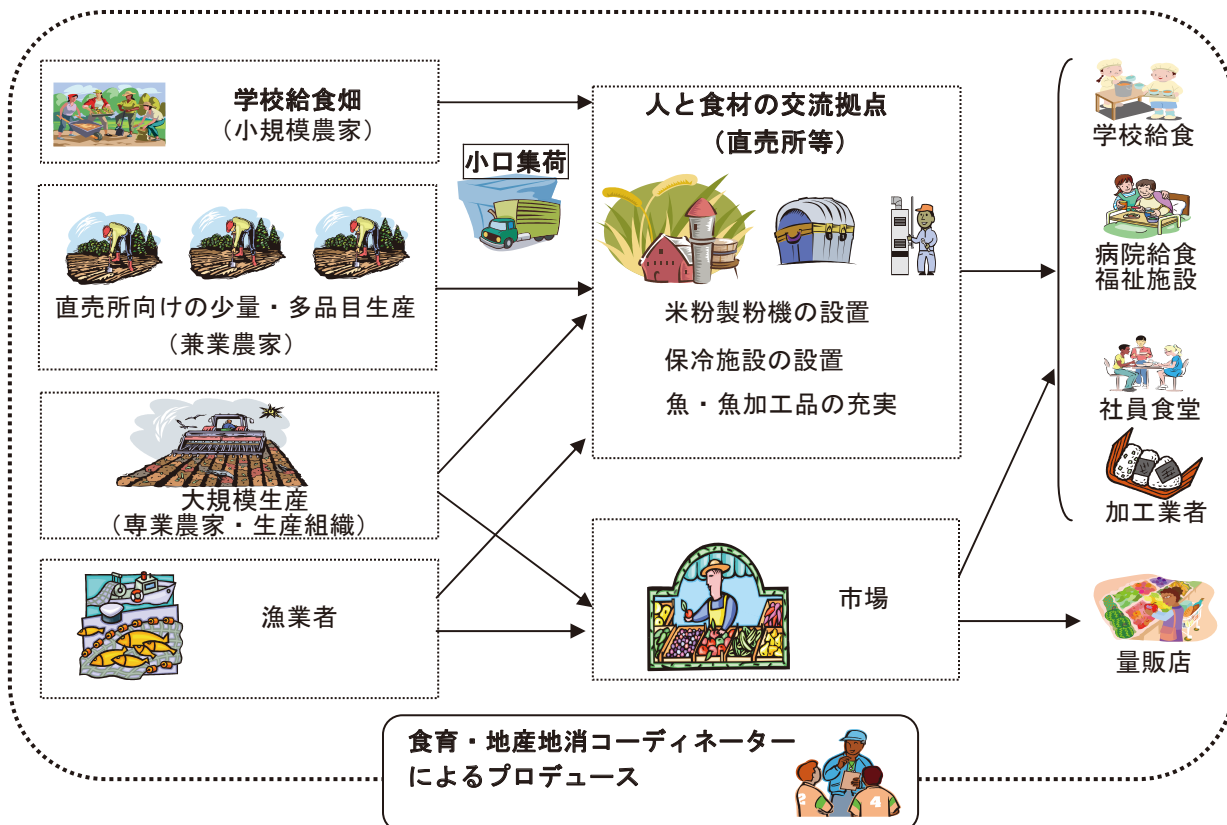 学校給食畑
（小規模農家）
小口集荷
直売所向けの少量・多品目生産
（兼業農家）
大規模生産
（専業農家・生産組織）
漁業者
人と食材の交流拠点
（直売所等）
米粉製粉機の設置
保冷施設の設置
魚・魚加工品の充実
市場
学校給食
病院給食
福祉施設
社員食堂
加工業者
量販店
食育・地産地消コーディネーター
によるプロデュース
2
4